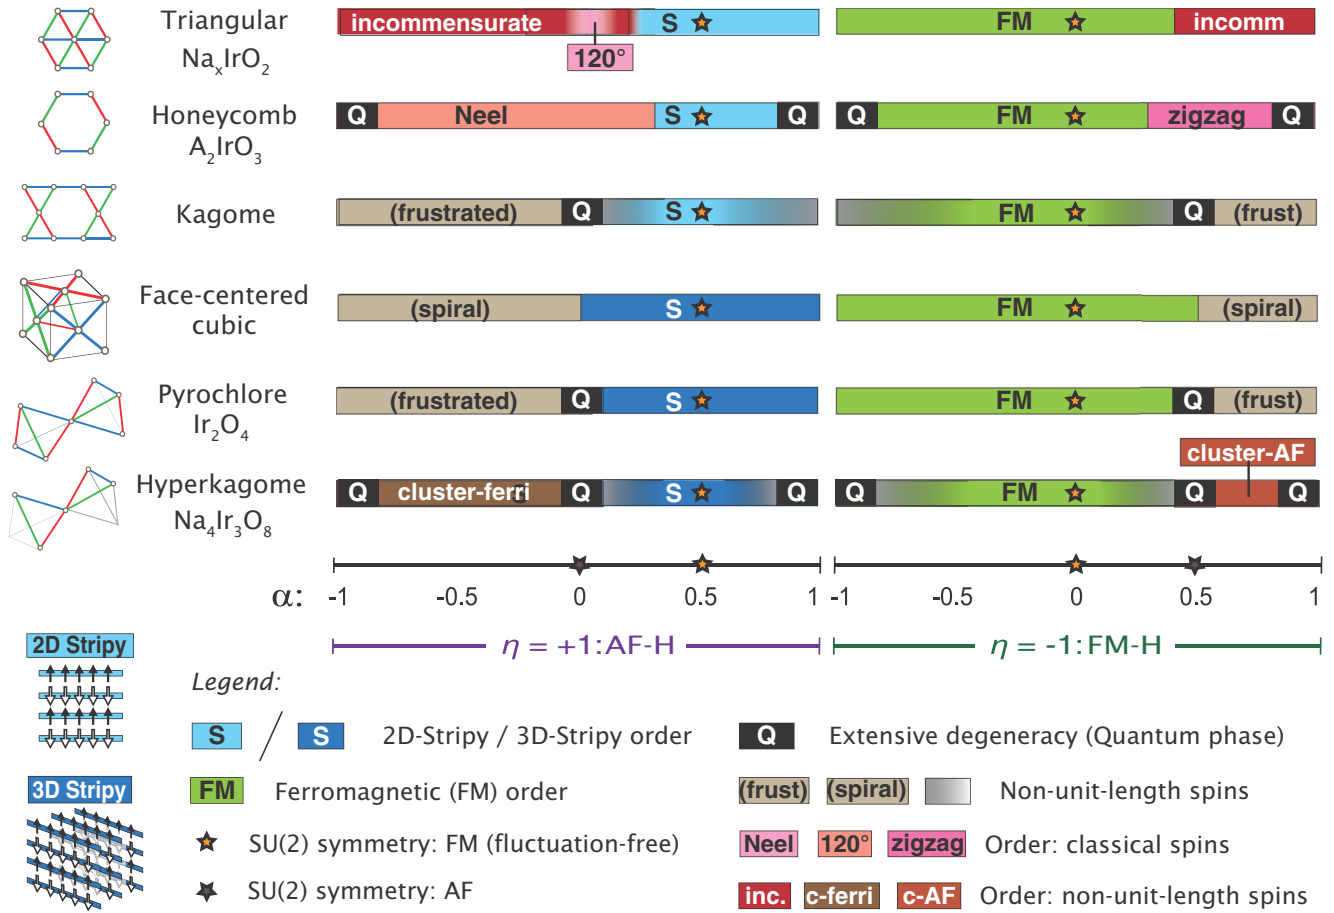 Triangular
NaₓIrO₂
incommensurate S FM incomm
120°
Honeycomb
A₂IrO₃
Q Neel S Q Q FM zigzag Q
Kagome
(frustrated) Q S FM Q (frust)
Face-centered
cubic
(spiral) S FM (spiral)
Pyrochlore
Ir₂O₄
(frustrated) Q S FM Q (frust)
cluster-AF
Hyperkagome
Na₄Ir₃O₈
Q cluster-ferri Q S Q Q FM Q Q
α: -1 -0.5 0 0.5 1 -1 -0.5 0 0.5 1
η = +1:AF-H η = -1:FM-H
2D Stripy
Legend:
S / S 2D-Stripy / 3D-Stripy order
Q Extensive degeneracy (Quantum phase)
3D Stripy
FM Ferromagnetic (FM) order
(frust) (spiral) Non-unit-length spins
SU(2) symmetry: FM (fluctuation-free)
Neel 120° zigzag Order: classical spins
SU(2) symmetry: AF
inc. c-ferri c-AF Order: non-unit-length spins